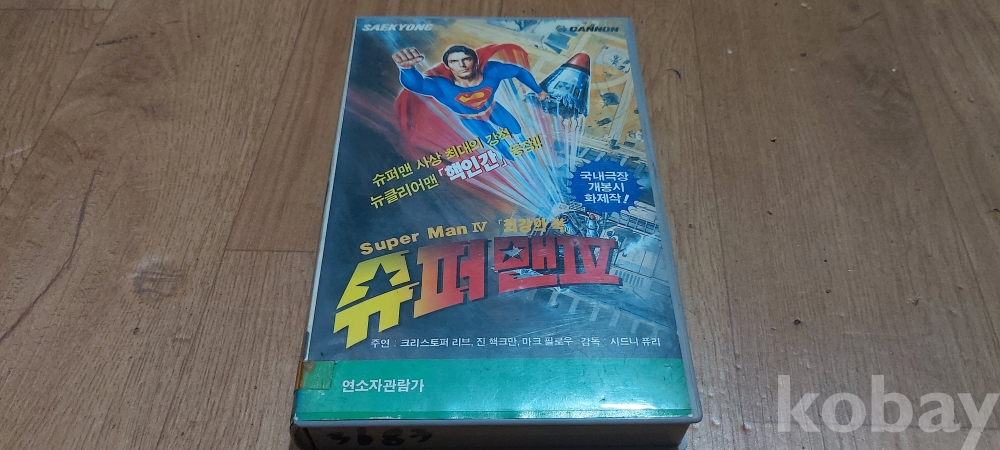 SAEKYONG
CANNON
슈퍼맨 사상 최대의 강적
뉴클리어맨 「핵인간」 등장!!
국내극장
개봉시
화제작!
Super Man IV 「최강의 적
슈퍼맨IV
주연 : 크리스토퍼 리브, 진 핵크만, 마크 필로우 감독 : 시드니 퓨리
연소자관람가
3683
kobay